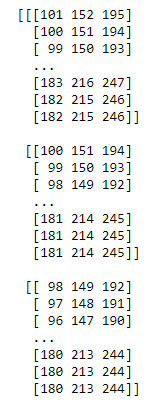 [[[101 152 195]
[100 151 194]
[ 99 150 193]
...
[183 216 247]
[182 215 246]
[182 215 246]]
[[100 151 194]
[ 99 150 193]
[ 98 149 192]
...
[181 214 245]
[181 214 245]
[181 214 245]]
[[ 98 149 192]
[ 97 148 191]
[ 96 147 190]
...
[180 213 244]
[180 213 244]
[180 213 244]]